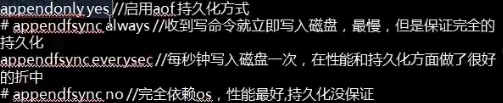 appendonly yes //启用aof 持久化方式
# appendfsync always //收到写命令就立即写入磁盘，最慢，但是保证完全的
持久化
appendfsync everysec //每秒钟写入磁盘一次，在性能和持久化方面做了很好
的折中
# appendfsync no //完全依赖os，性能最好,持久化没保证